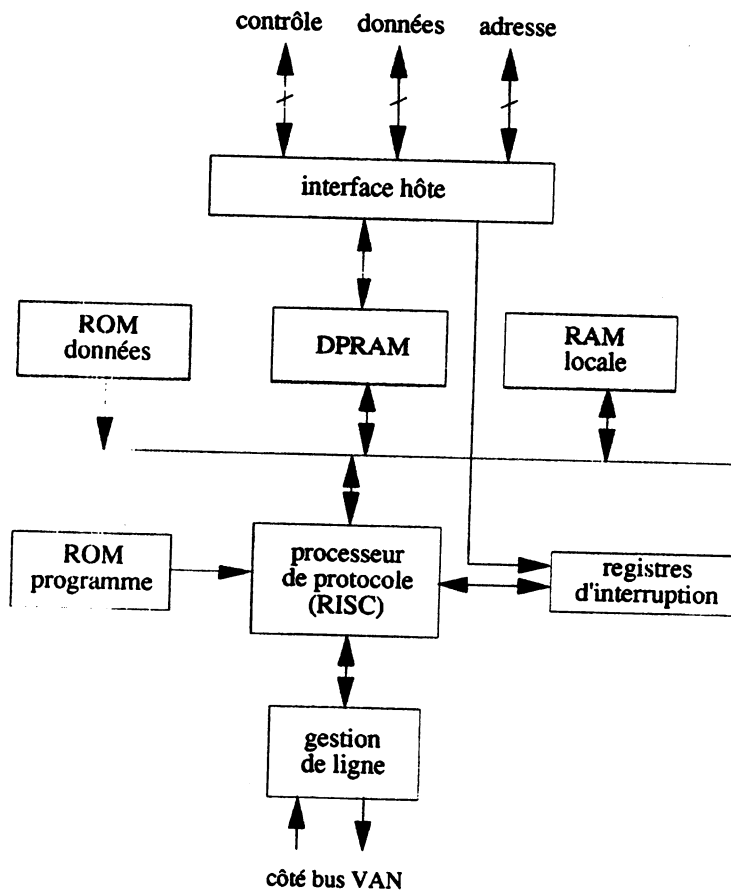 contrôle données adresse
interface hôte
ROM
données
DPRAM
RAM
locale
ROM
programme
processeur
de protocole
(RISC)
registres
d'interruption
gestion
de ligne
côté bus VAN